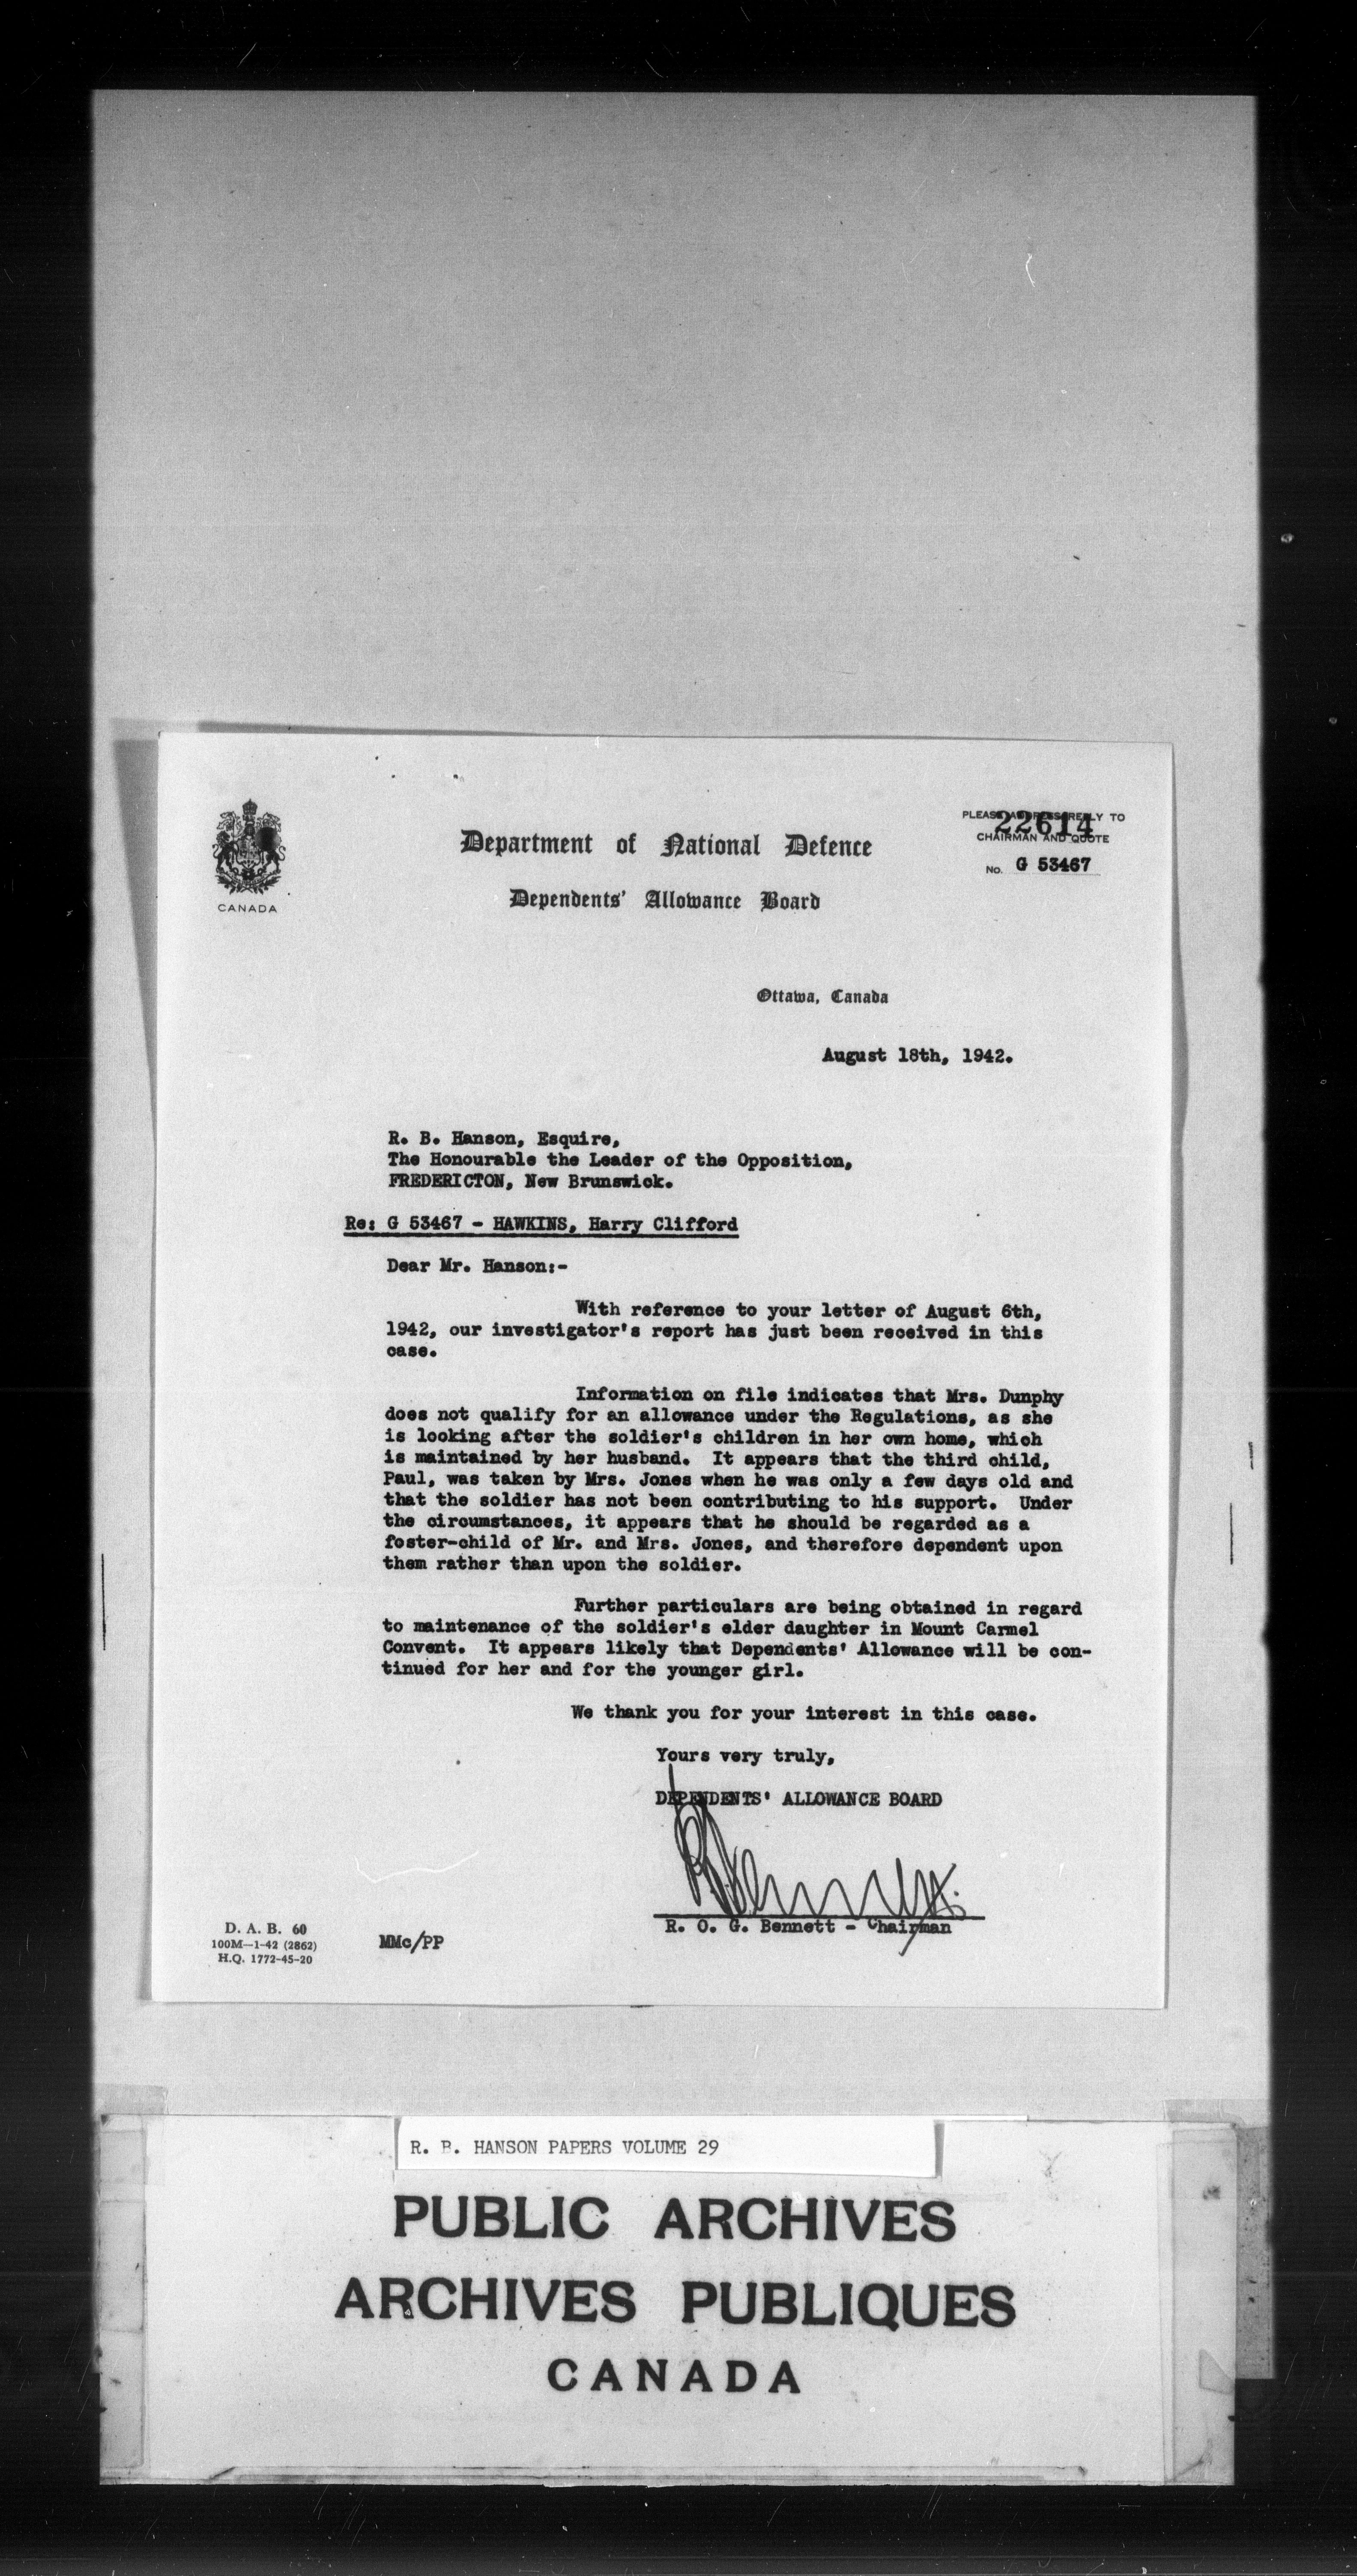 CANADA
Department of National Defence
Dependents' Allowance Board
PLEASE ADDRESS REPLY TO
22614
CHAIRMAN AND QUOTE
No. G 53467
Ottawa, Canada
August 18th, 1942.
R. B. Hanson, Esquire,
The Honourable the Leader of the Opposition,
FREDERICTON, New Brunswick.
Re: G 53467 - HAWKINS, Harry Clifford
Dear Mr. Hanson:-
With reference to your letter of August 6th,
1942, our investigator's report has just been received in this
case.
Information on file indicates that Mrs. Dunphy
does not qualify for an allowance under the Regulations, as she
is looking after the soldier's children in her own home, which
is maintained by her husband. It appears that the third child,
Paul, was taken by Mrs. Jones when he was only a few days old and
that the soldier has not been contributing to his support. Under
the circumstances, it appears that he should be regarded as a
foster-child of Mr. and Mrs. Jones, and therefore dependent upon
them rather than upon the soldier.
Further particulars are being obtained in regard
to maintenance of the soldier's elder daughter in Mount Carmel
Convent. It appears likely that Dependents' Allowance will be con-
tinued for her and for the younger girl.
We thank you for your interest in this case.
Yours very truly,
DEPENDENTS' ALLOWANCE BOARD
R. O. G. Bennett - Chairman
D. A. B. 60
100M-1-42 (2862)
H.Q. 1772-45-20
MMc/PP
R. B. HANSON PAPERS VOLUME 29
PUBLIC ARCHIVES
ARCHIVES PUBLIQUES
CANADA